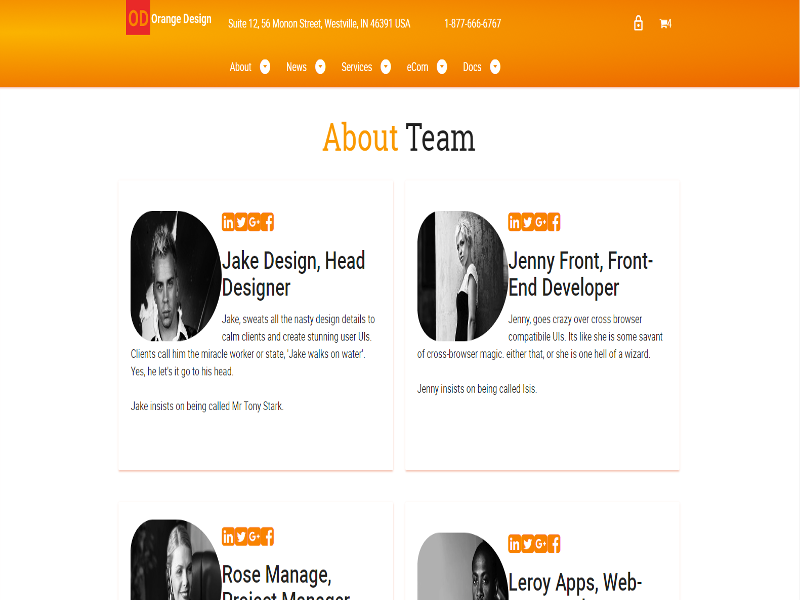 OD Orange Design
Suite 12, 56 Monon Street, Westville, IN 46391 USA
1-877-666-6767
4
About News Services eCom Docs
About Team
Jake Design, Head
Designer
Jake, sweats all the nasty design details to
calm clients and create stunning user UIs.
Clients call him the miracle worker or state, 'Jake walks on water'.
Yes, he let's it go to his head.
Jake insists on being called Mr Tony Stark.
Jenny Front, Front-
End Developer
Jenny, goes crazy over cross browser
compatibile UIs. Its like she is some savant
of cross-browser magic. either that, or she is one hell of a wizard.
Jenny insists on being called Isis.
Rose Manage,
Project Manager
Leroy Apps, Web-